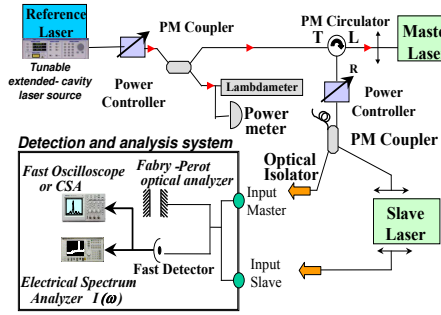 Reference
Laser
Tunable
extended- cavity
laser source
Power
Controller
PM Coupler
Lambdameter
Power
meter
PM Circulator
T
L
R
Maste
Laser
Power
Controller
PM Coupler
Optical
Isolator
Slave
Laser
Detection and analysis system
Fast Oscilloscope
or CSA
Fabry -Perot
optical analyzer
Fast Detector
Electrical Spectrum
Analyzer I(ω)
Input
Master
Input
Slave